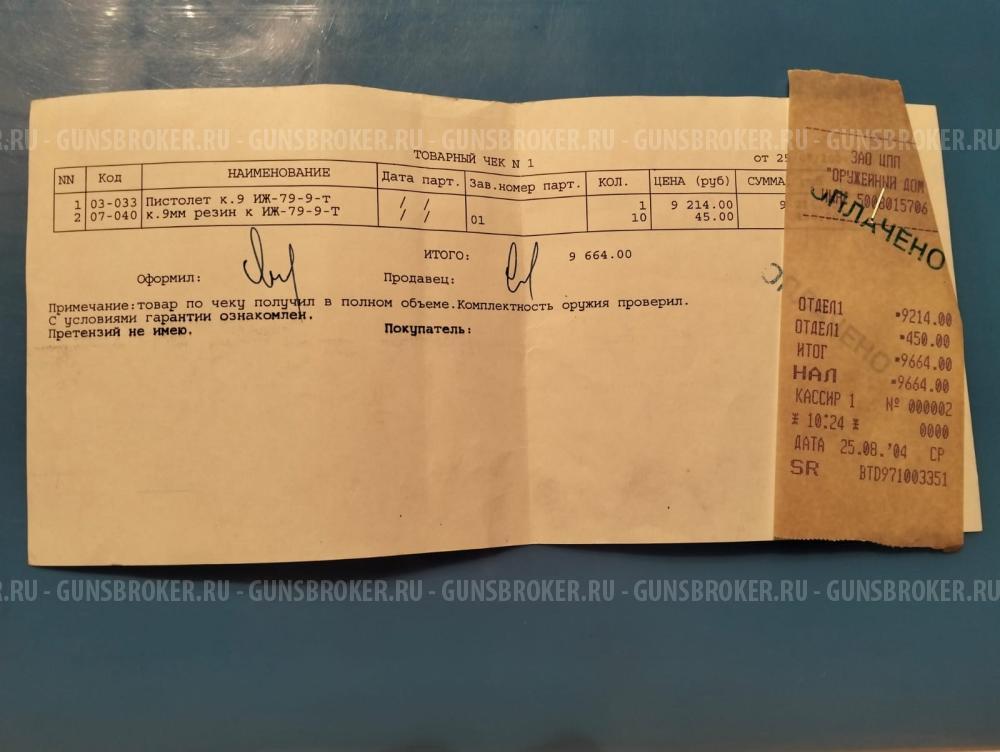 .RU - GUNSBROKER.RU - GUNSBROKER.RU - GUNSBROKER.RU - GUNSBROKER.RU - GUNSBROKER.RU
ТОВАРНЫЙ ЧЕК N 1 от 25
NN Код НАИМЕНОВАНИЕ Дата парт. Зав.номер парт. КОЛ. ЦЕНА (руб) СУММА
1 03-033 Пистолет к.9 ИЖ-79-9-т / / 1 9 214.00 9
2 07-040 к.9мм резин к ИЖ-79-9-т / / 01 10 45.00
ИТОГО: 9 664.00
Оформил: Продавец:
Примечание:товар по чеку получил в полном объеме.Комплектность оружия проверил.
С условиями гарантии ознакомлен.
Претензий не имею. Покупатель:
ЗАО ЦПП
"ОРУЖЕЙНЫЙ ДОМ
5008015706
ОПЛАЧЕНО
ОТДЕЛ1 •9214.00
ОТДЕЛ1 •450.00
ИТОГ •9664.00
НАЛ •9664.00
КАССИР 1 № 000002
* 10:24 * 0000
ДАТА 25.08.'04 СР
SR BTD971003351
.RU - GUNSBROKER.RU - GUNSBROKER.RU - GUNSBROKER.RU - GUNSBROKER.RU - GUNSBROKER.RU